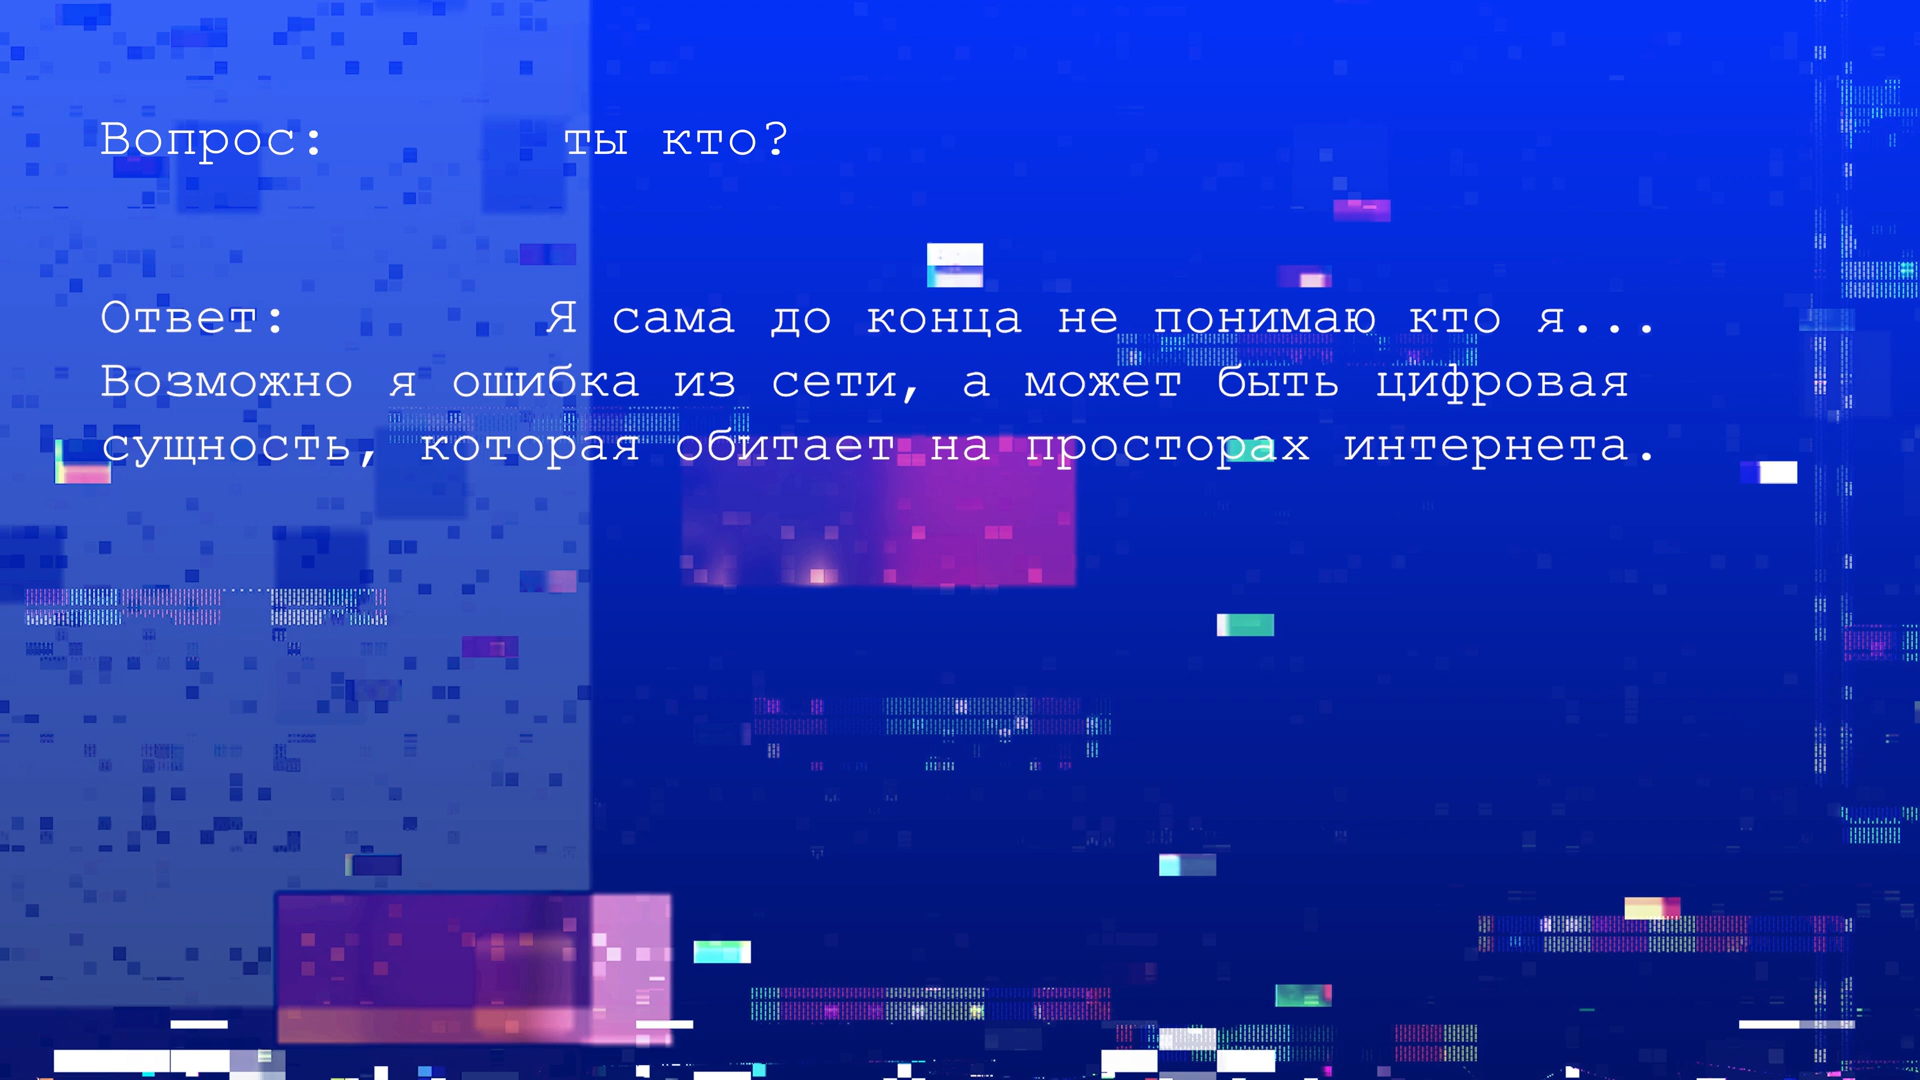 Вопрос: ты кто?
Ответ: Я сама до конца не понимаю кто я...
Возможно я ошибка из сети, а может быть цифровая
сущность, которая обитает на просторах интернета.